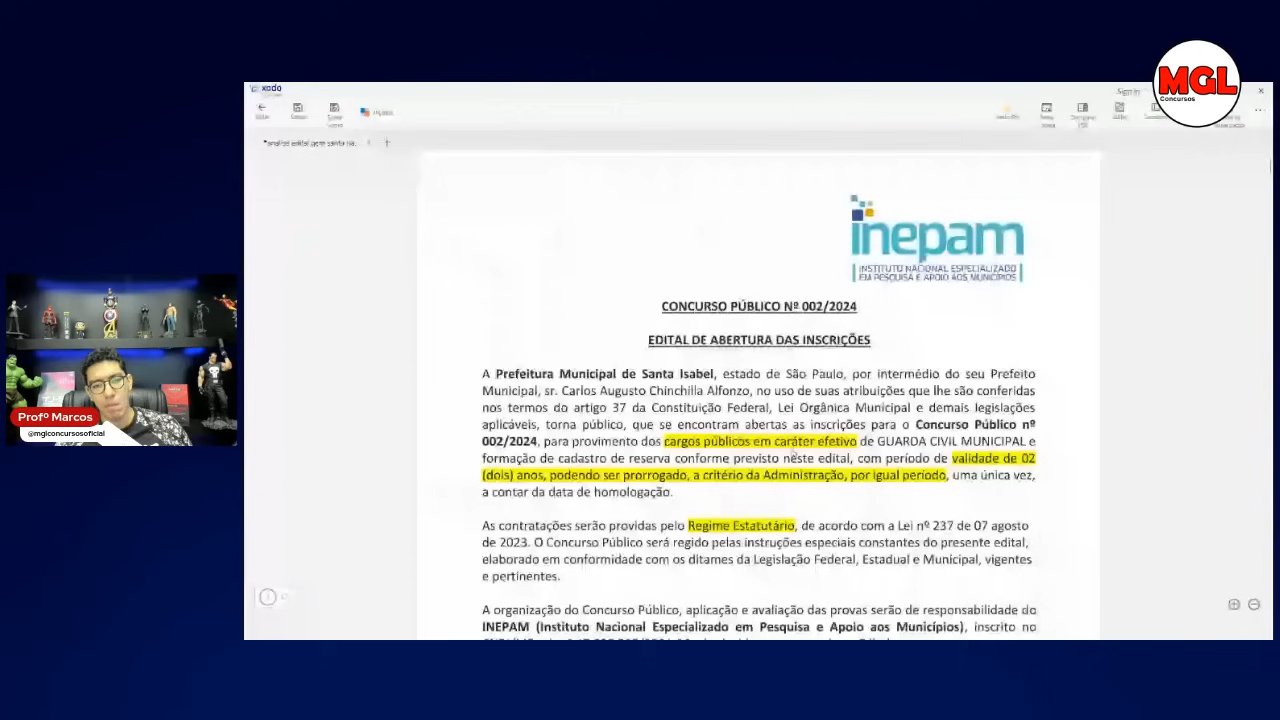 MGL
Concursos
xodo
Sign in
inepam
INSTITUTO NACIONAL ESPECIALIZADO
EM PESQUISA E APOIO AOS MUNICÍPIOS
CONCURSO PÚBLICO Nº 002/2024
EDITAL DE ABERTURA DAS INSCRIÇÕES
A Prefeitura Municipal de Santa Isabel, estado de São Paulo, por intermédio do seu Prefeito
Municipal, sr. Carlos Augusto Chinchilla Alfonzo, no uso de suas atribuições que lhe são conferidas
nos termos do artigo 37 da Constituição Federal, Lei Orgânica Municipal e demais legislações
aplicáveis, torna público, que se encontram abertas as inscrições para o Concurso Público nº
002/2024, para provimento dos cargos públicos em caráter efetivo de GUARDA CIVIL MUNICIPAL e
formação de cadastro de reserva conforme previsto neste edital, com período de validade de 02
(dois) anos, podendo ser prorrogado, a critério da Administração, por igual período, uma única vez,
a contar da data de homologação.
As contratações serão providas pelo Regime Estatutário, de acordo com a Lei nº 237 de 07 agosto
de 2023. O Concurso Público será regido pelas instruções especiais constantes do presente edital,
elaborado em conformidade com os ditames da Legislação Federal, Estadual e Municipal, vigentes
e pertinentes.
A organização do Concurso Público, aplicação e avaliação das provas serão de responsabilidade do
INEPAM (Instituto Nacional Especializado em Pesquisa e Apoio aos Municípios), inscrito no
Profº Marcos
@mglconcursosoficial